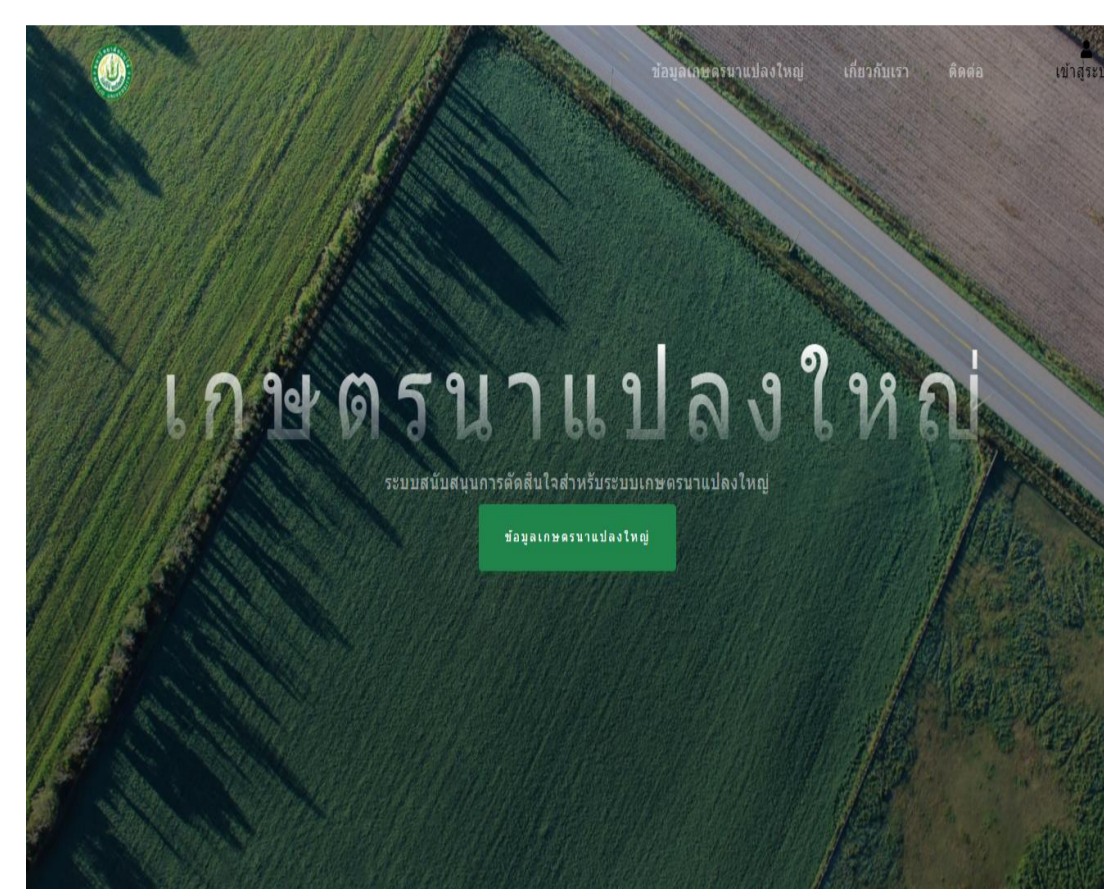 ข้อมูลเกษตรนาแปลงใหญ่ เกี่ยวกับเรา ติดต่อ
เกษตรนาแปลงใหญ่
ระบบสนับสนุนการตัดสินใจสำหรับระบบเกษตรนาแปลงใหญ่
ข้อมูลเกษตรนาแปลงใหญ่